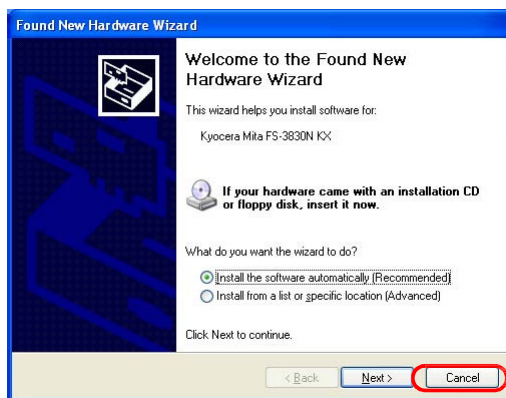 Found New Hardware Wizard
Welcome to the Found New
Hardware Wizard
This wizard helps you install software for:
Kyocera Mita FS-3830N KX
If your hardware came with an installation CD
or floppy disk, insert it now.
What do you want the wizard to do?
Install the software automatically (Recommended)
Install from a list or specific location (Advanced)
Click Next to continue.
< Back Next > Cancel